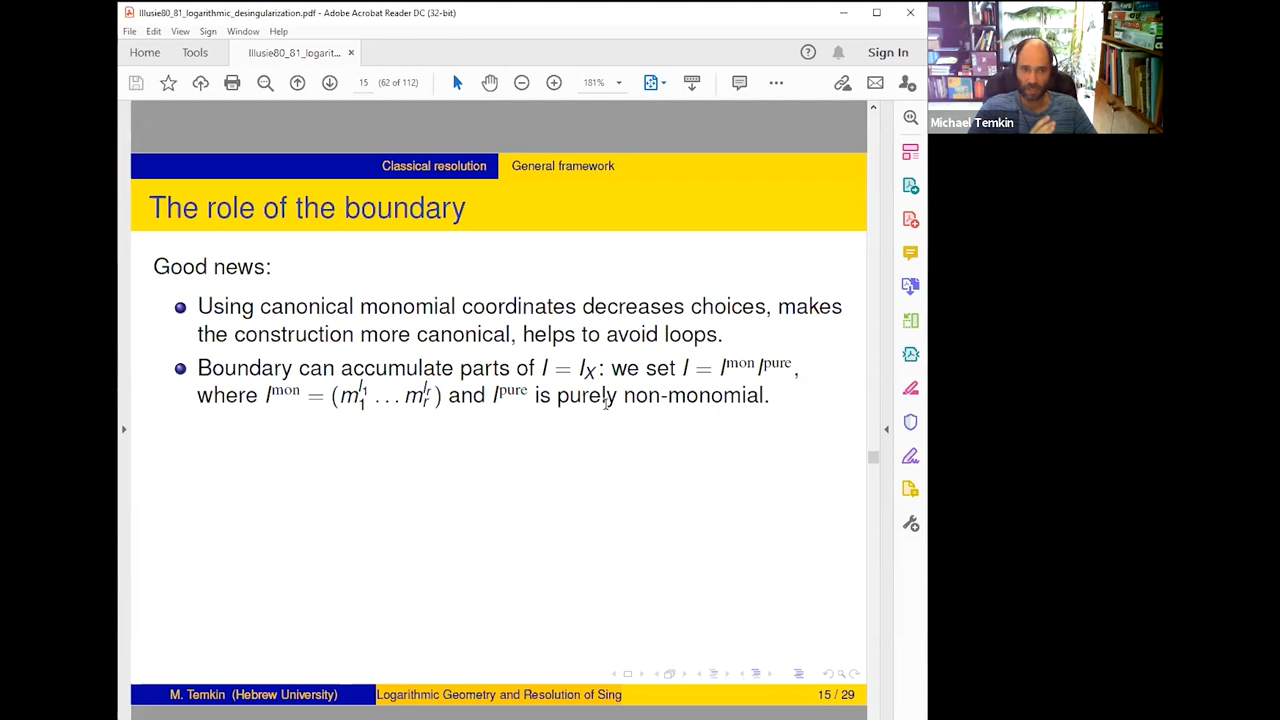 Illusie80_81_logarithmic_desingularization.pdf - Adobe Acrobat Reader DC (32-bit)
File Edit View Sign Window Help
Home Tools Illusie80_81_logarit... × Sign In
15 (62 of 112) 181%
Michael Temkin
Classical resolution General framework
The role of the boundary
Good news:
Using canonical monomial coordinates decreases choices, makes
the construction more canonical, helps to avoid loops.
Boundary can accumulate parts of I = I_X: we set I = I^mon I^pure,
where I^mon = (m_1^{l_1} … m_r^{l_r}) and I^pure is purely non-monomial.
M. Temkin (Hebrew University) Logarithmic Geometry and Resolution of Sing 15 / 29